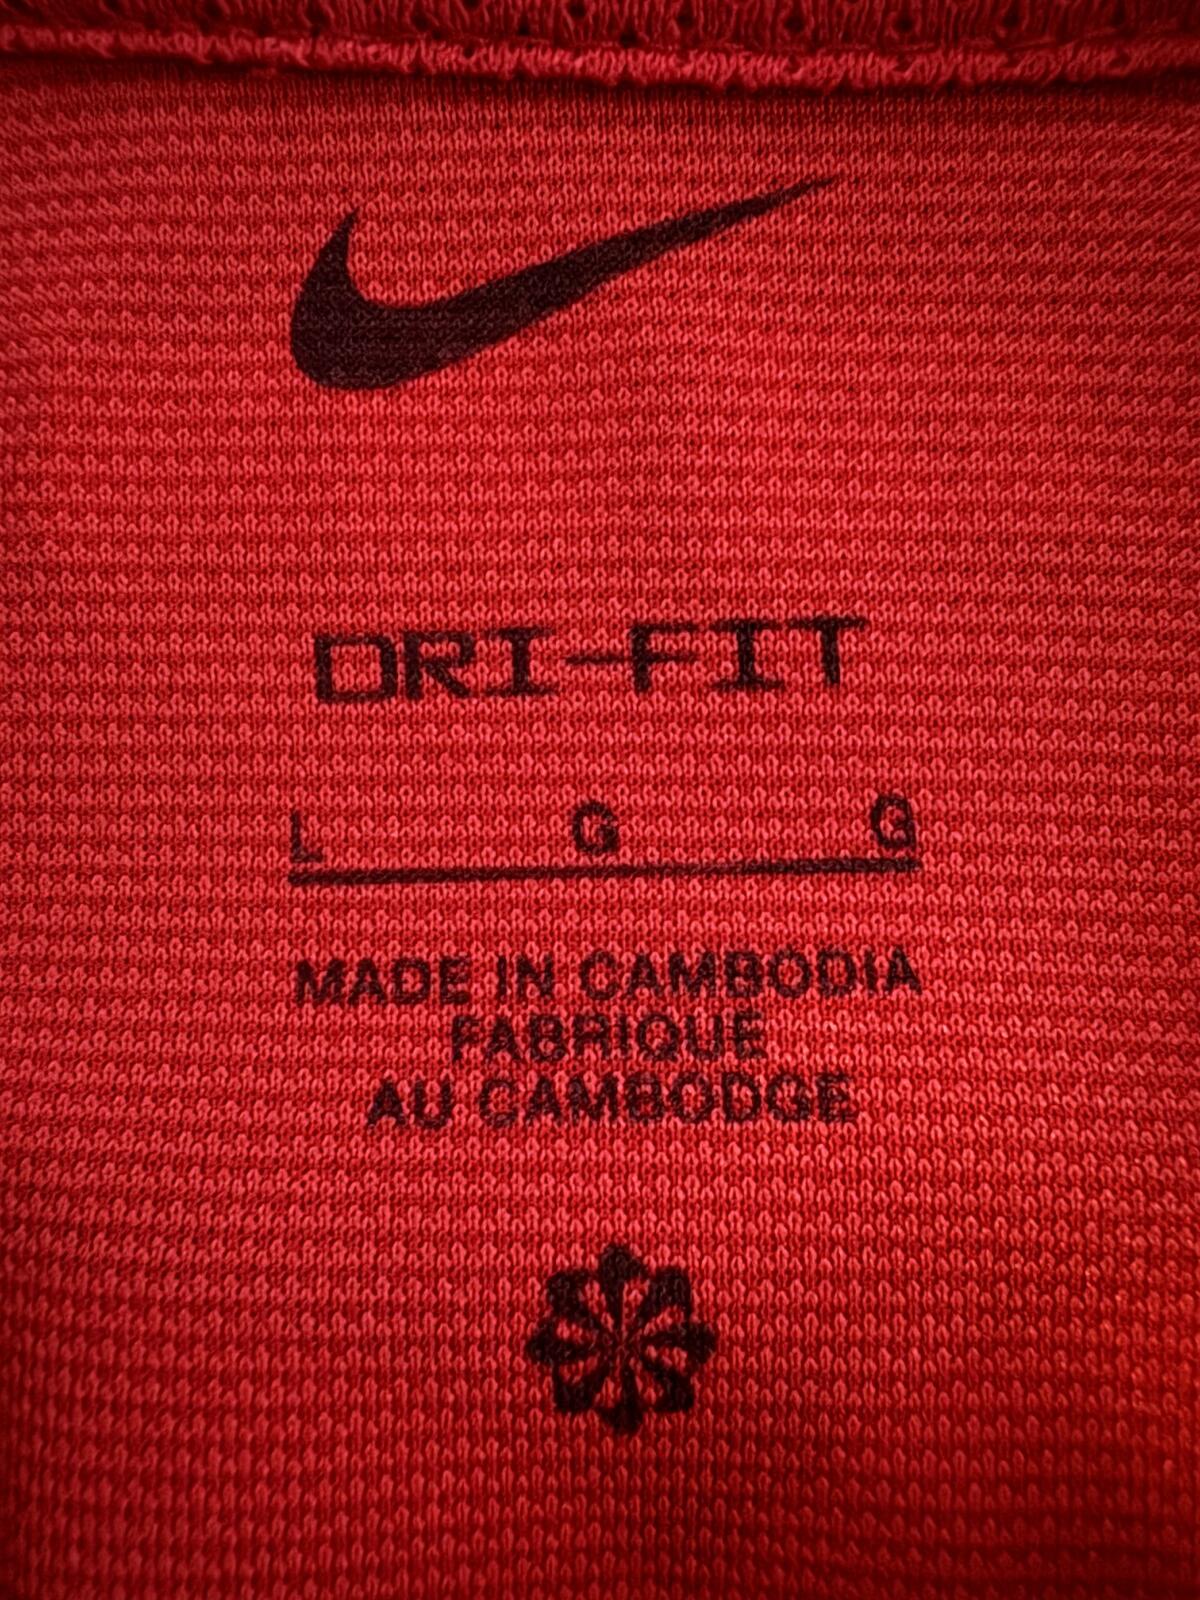 DRI-FIT
L G G
MADE IN CAMBODIA
FABRIQUE
AU CAMBODGE